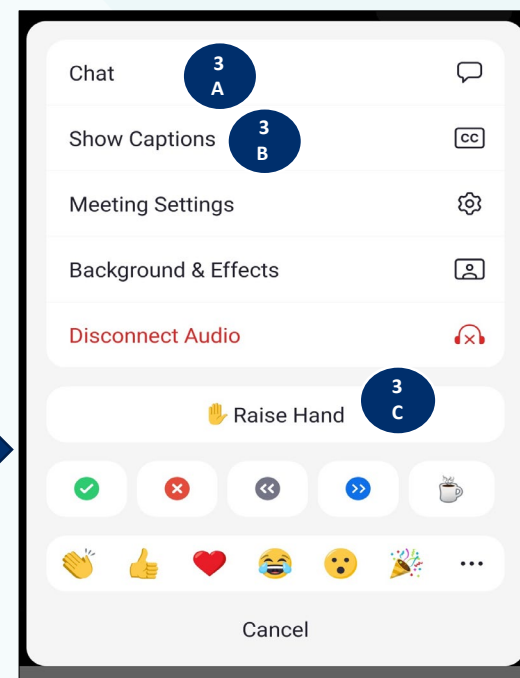 Chat
3
A
Show Captions
3
B
CC
Meeting Settings
Background & Effects
Disconnect Audio
Raise Hand
3
C
Cancel